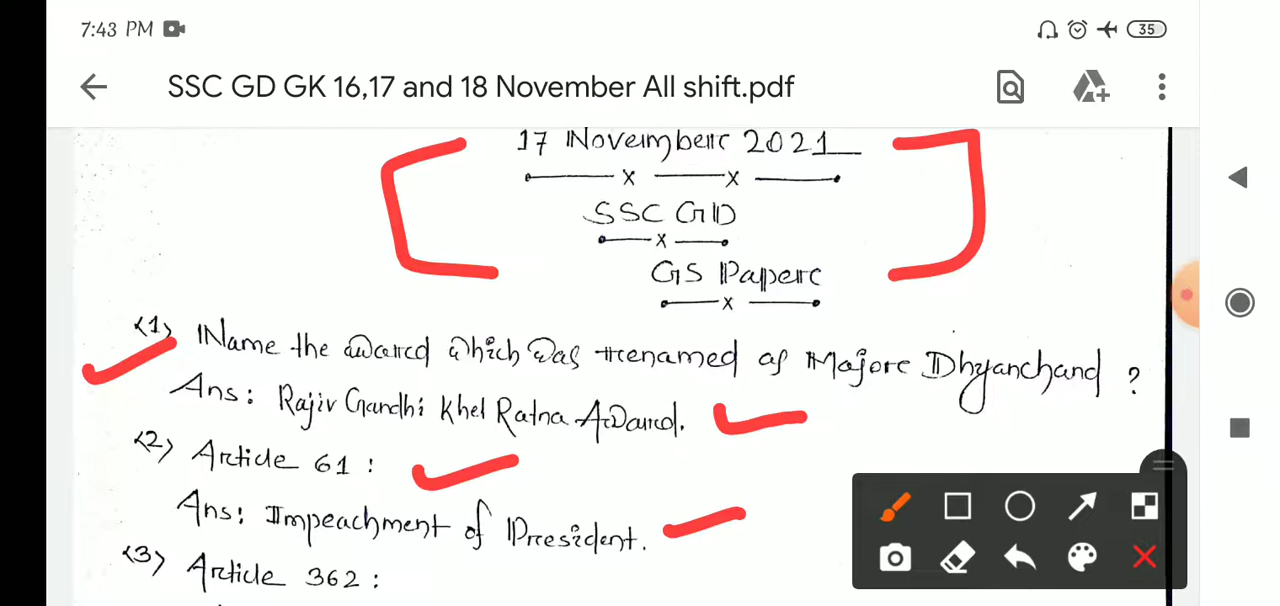 7:43 PM
35
SSC GD GK 16,17 and 18 November All shift.pdf
17 November 2021
SSC GD
GS Paper
<1> Name the award which was renamed as Major Dhyanchand ?
Ans: Rajiv Gandhi Khel Ratna Award.
<2> Article 61 :
Ans: Impeachment of President.
<3> Article 362 :